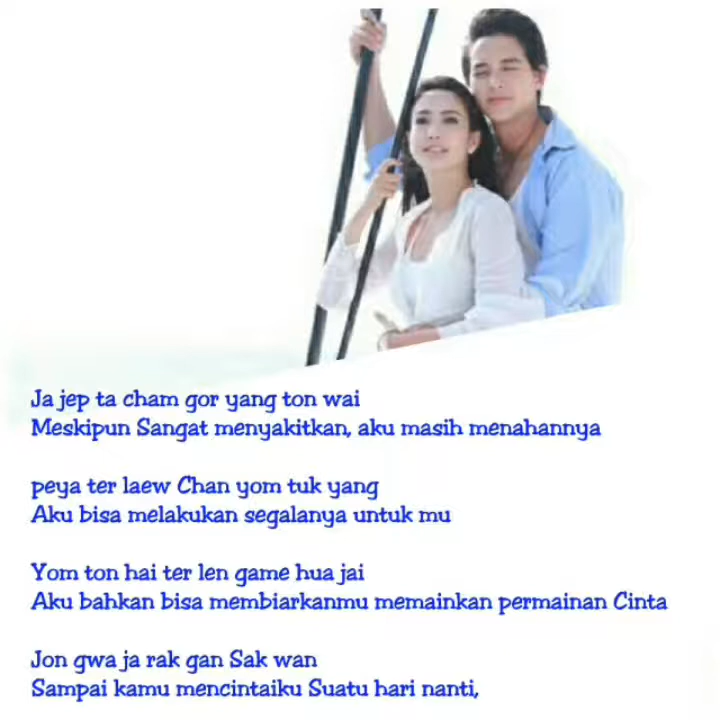 Ja jep ta cham gor yang ton wai
Meskipun Sangat menyakitkan, aku masih menahannya
peya ter laew Chan yom tuk yang
Aku bisa melakukan segalanya untuk mu
Yom ton hai ter len game hua jai
Aku bahkan bisa membiarkanmu memainkan permainan Cinta
Jon gwa ja rak gan Sak wan
Sampai kamu mencintaiku Suatu hari nanti,